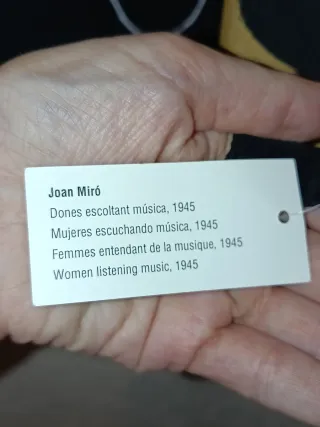 Joan Miró
Dones escoltant música, 1945
Mujeres escuchando música, 1945
Femmes entendant de la musique, 1945
Women listening music, 1945